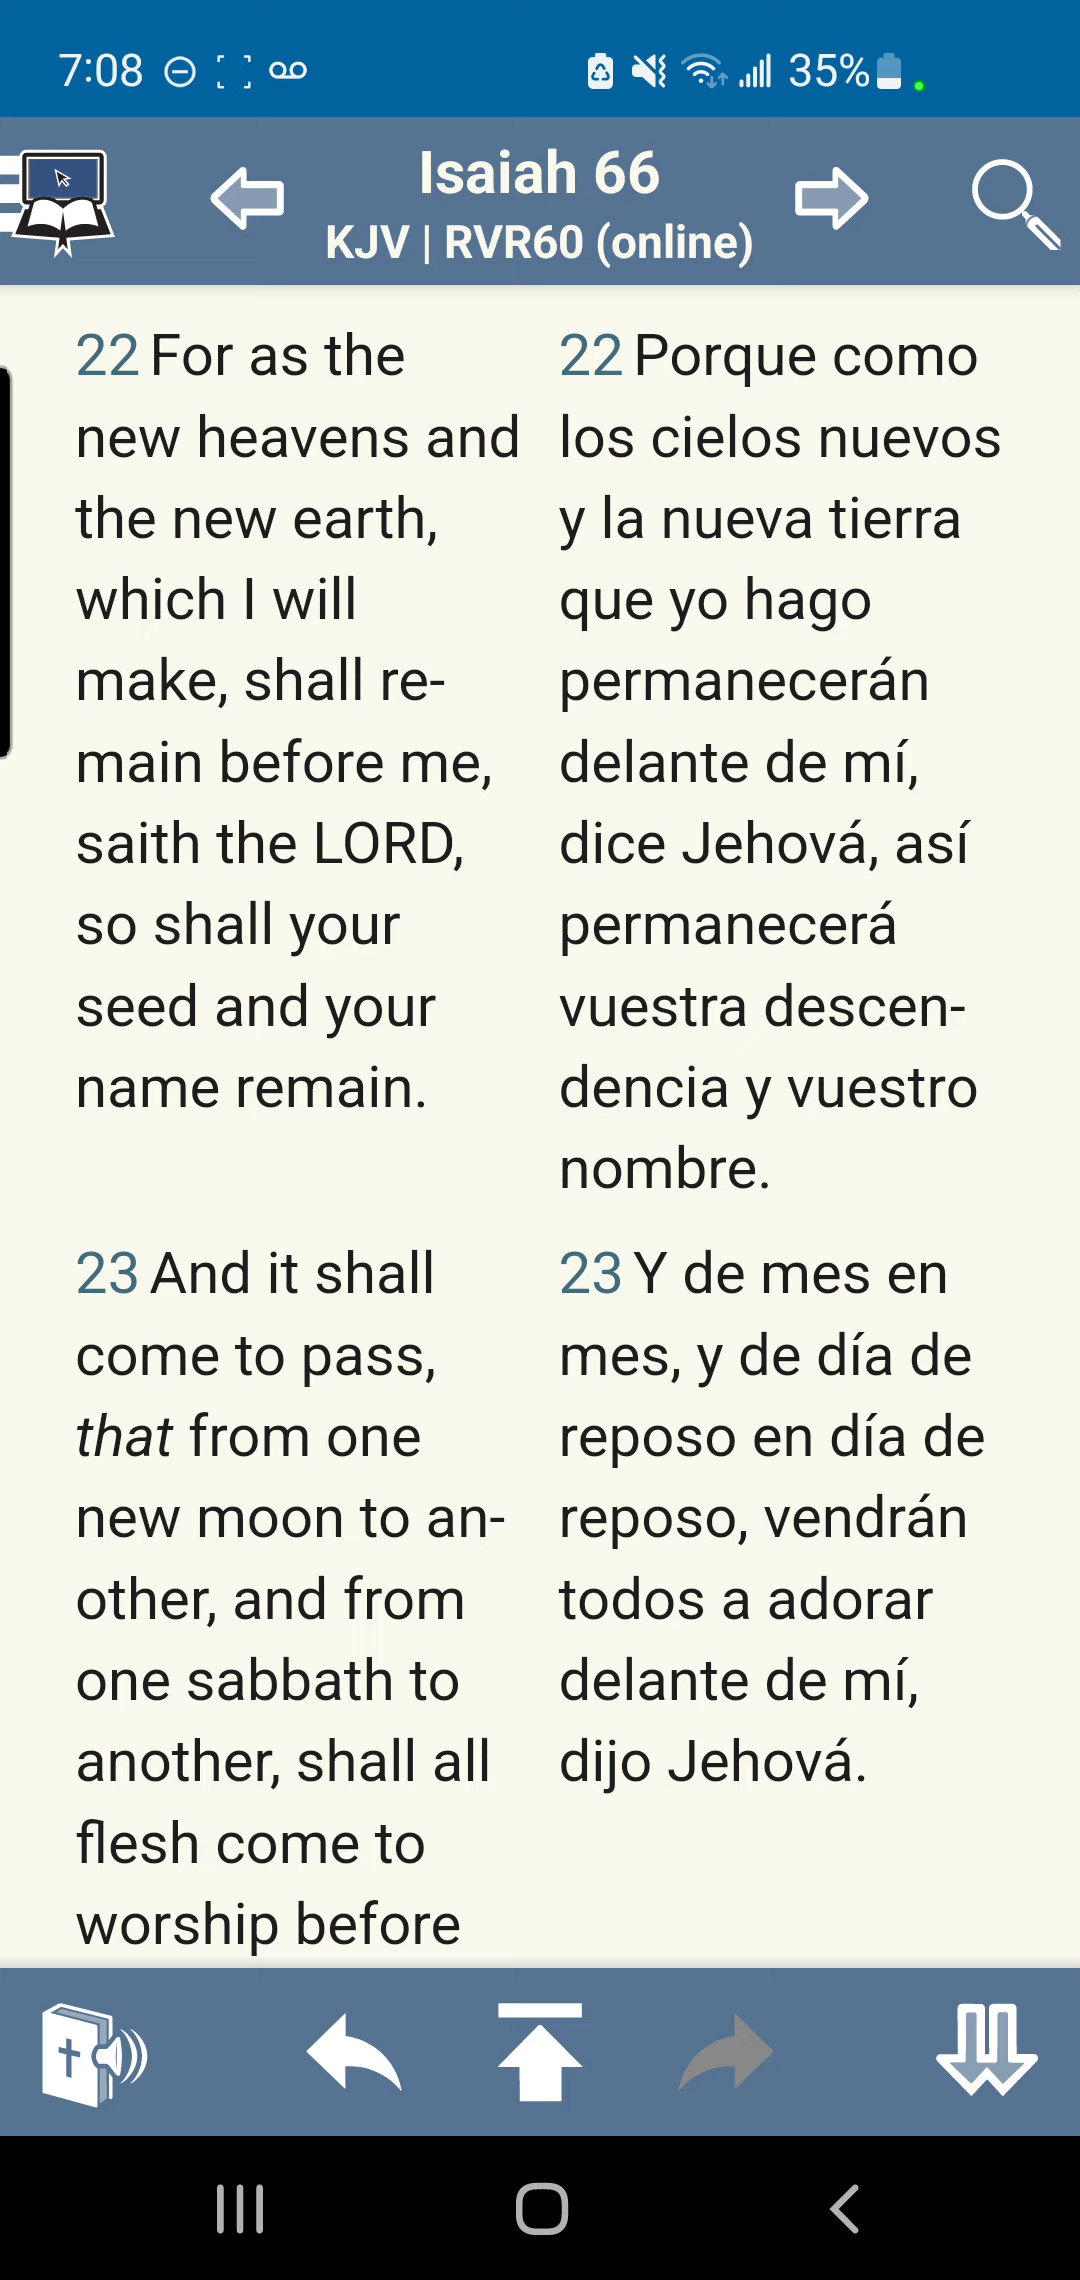 7:08 35%
Isaiah 66
KJV | RVR60 (online)
22 For as the
new heavens and
the new earth,
which I will
make, shall re-
main before me,
saith the LORD,
so shall your
seed and your
name remain.
22 Porque como
los cielos nuevos
y la nueva tierra
que yo hago
permanecerán
delante de mí,
dice Jehová, así
permanecerá
vuestra descen-
dencia y vuestro
nombre.
23 And it shall
come to pass,
that from one
new moon to an-
other, and from
one sabbath to
another, shall all
flesh come to
worship before
23 Y de mes en
mes, y de día de
reposo en día de
reposo, vendrán
todos a adorar
delante de mí,
dijo Jehová.